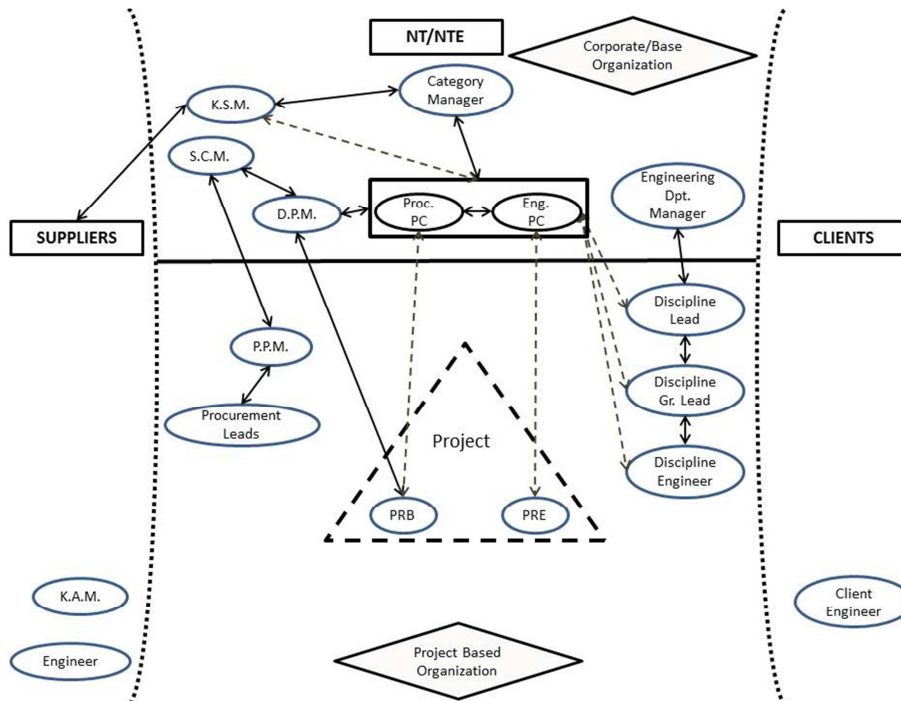 NT/NTE
Corporate/Base
Organization
Category
Manager
K.S.M.
S.C.M.
Engineering
Dpt.
Manager
D.P.M.
Proc.
PC
Eng.
PC
SUPPLIERS
CLIENTS
Discipline
Lead
P.P.M.
Discipline
Gr. Lead
Procurement
Leads
Project
Discipline
Engineer
PRB
PRE
K.A.M.
Client
Engineer
Engineer
Project Based
Organization